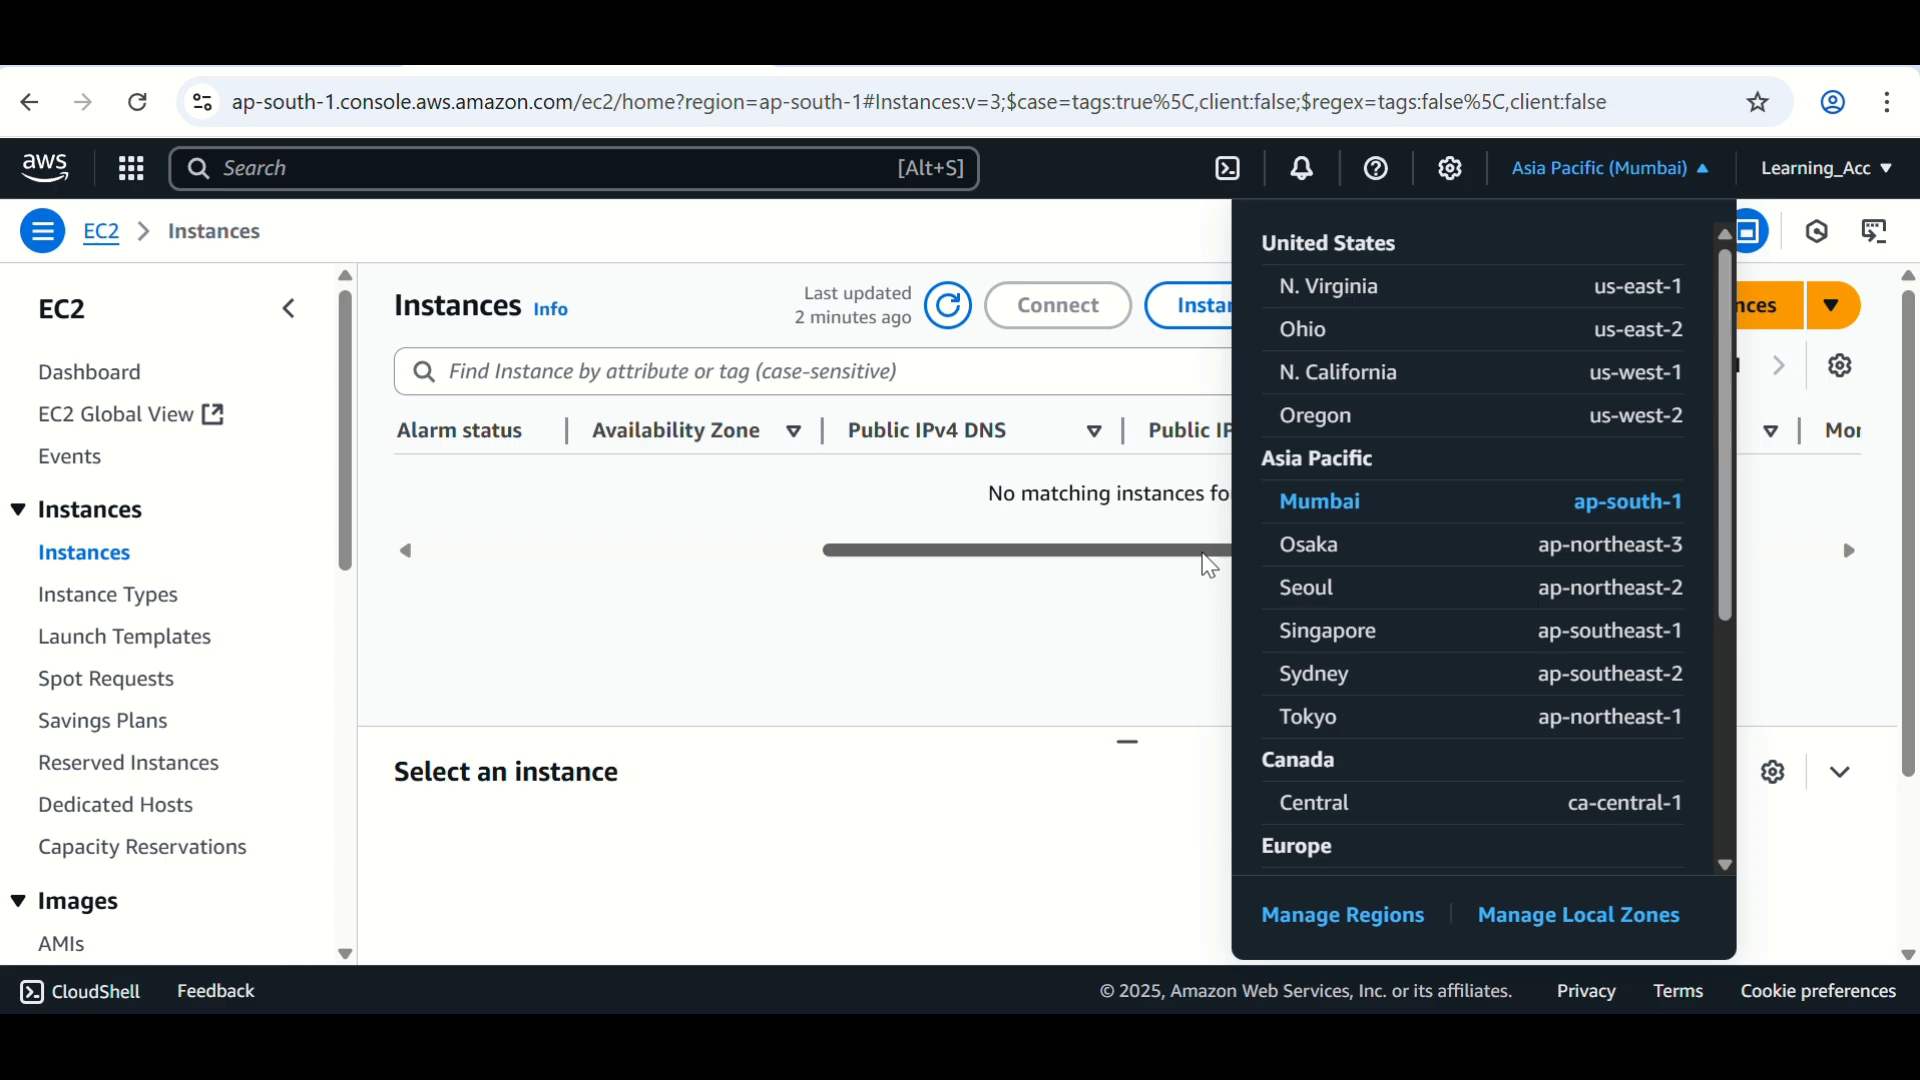 ap-south-1.console.aws.amazon.com/ec2/home?region=ap-south-1#Instances:v=3;$case=tags:true%5C,client:false;$regex=tags:false%5C,client:false
aws
Search [Alt+S]
Asia Pacific (Mumbai) ▲
Learning_Acc ▼
EC2 > Instances
EC2
Dashboard
EC2 Global View
Events
▼ Instances
Instances
Instance Types
Launch Templates
Spot Requests
Savings Plans
Reserved Instances
Dedicated Hosts
Capacity Reservations
▼ Images
AMIs
Instances Info
Last updated
2 minutes ago
Connect
Instan
nces
Find Instance by attribute or tag (case-sensitive)
Alarm status | Availability Zone ▼ | Public IPv4 DNS ▼ | Public IP ▼ | Mor
No matching instances fo
Select an instance
United States
N. Virginia us-east-1
Ohio us-east-2
N. California us-west-1
Oregon us-west-2
Asia Pacific
Mumbai ap-south-1
Osaka ap-northeast-3
Seoul ap-northeast-2
Singapore ap-southeast-1
Sydney ap-southeast-2
Tokyo ap-northeast-1
Canada
Central ca-central-1
Europe
Manage Regions | Manage Local Zones
CloudShell Feedback
© 2025, Amazon Web Services, Inc. or its affiliates. Privacy Terms Cookie preferences